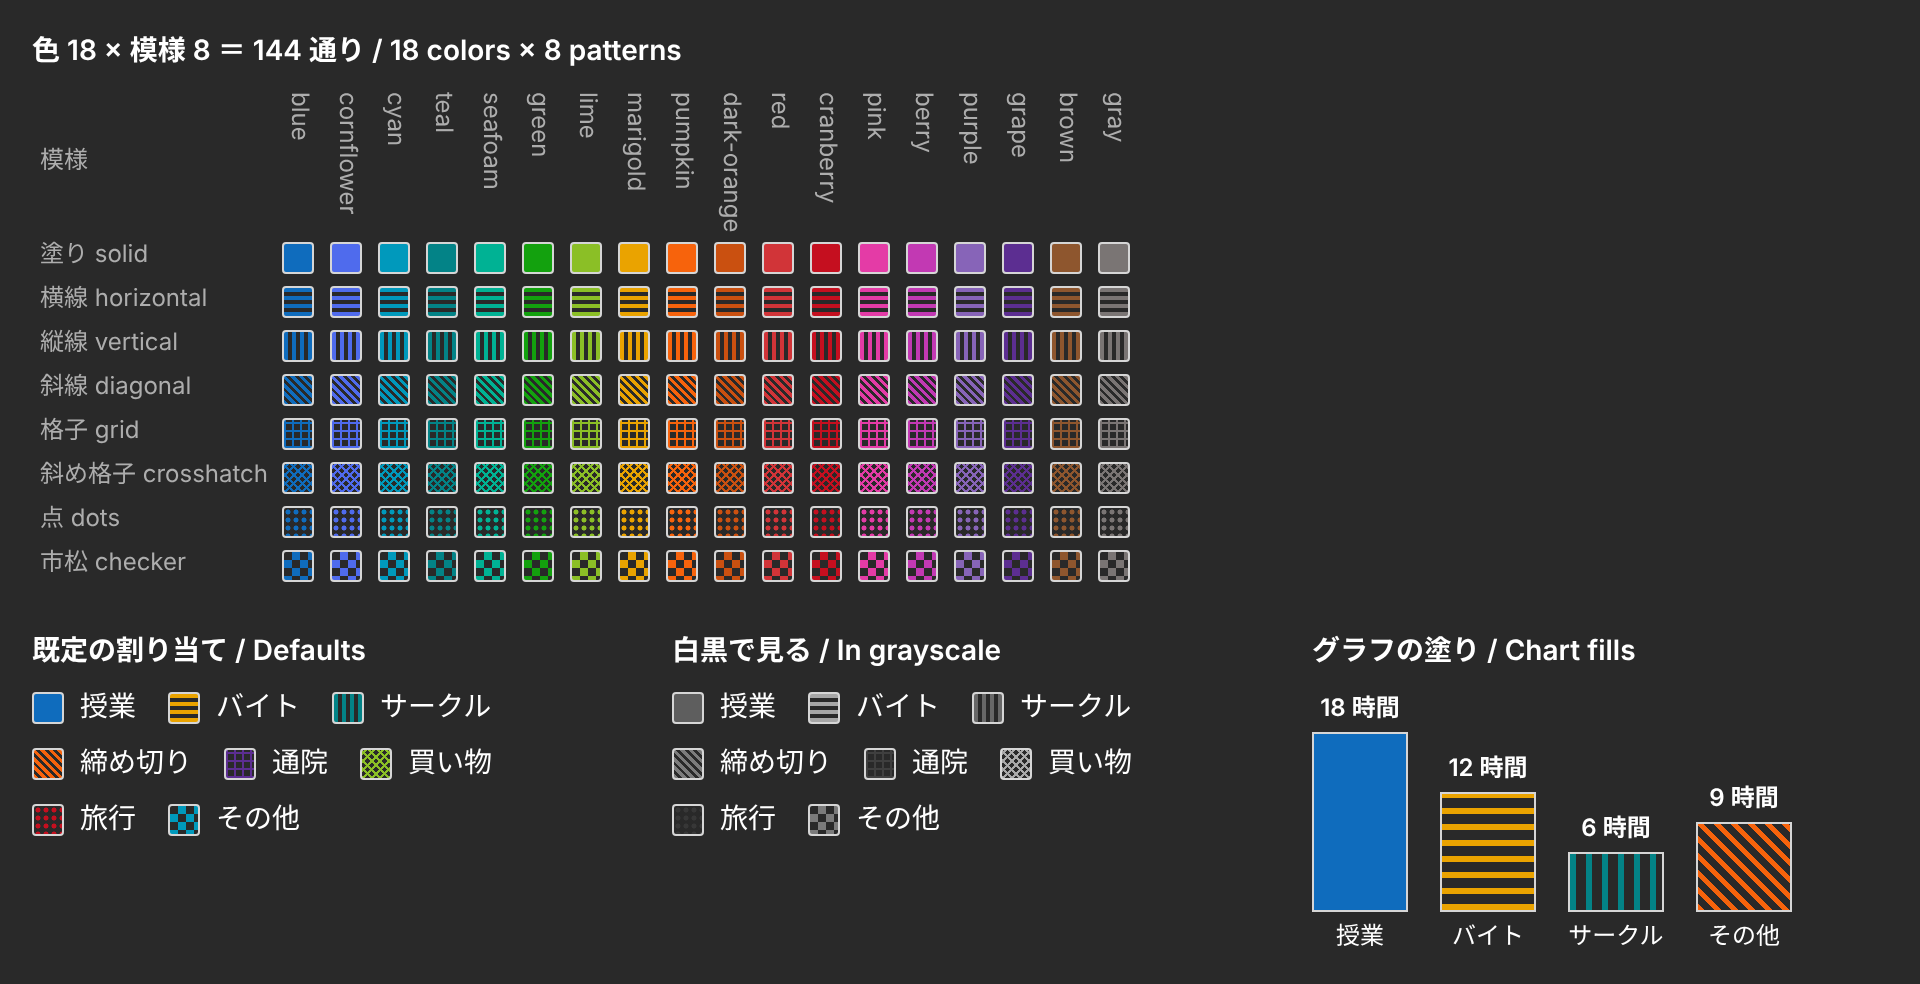 色 18 × 模様 8 ＝ 144 通り / 18 colors × 8 patterns
模様 blue cornflower cyan teal seafoam green lime marigold pumpkin dark-orange red cranberry pink berry purple grape brown gray
塗り solid
横線 horizontal
縦線 vertical
斜線 diagonal
格子 grid
斜め格子 crosshatch
点 dots
市松 checker
既定の割り当て / Defaults
授業 バイト サークル
締め切り 通院 買い物
旅行 その他
白黒で見る / In grayscale
授業 バイト サークル
締め切り 通院 買い物
旅行 その他
グラフの塗り / Chart fills
18 時間
12 時間
6 時間
9 時間
授業 バイト サークル その他